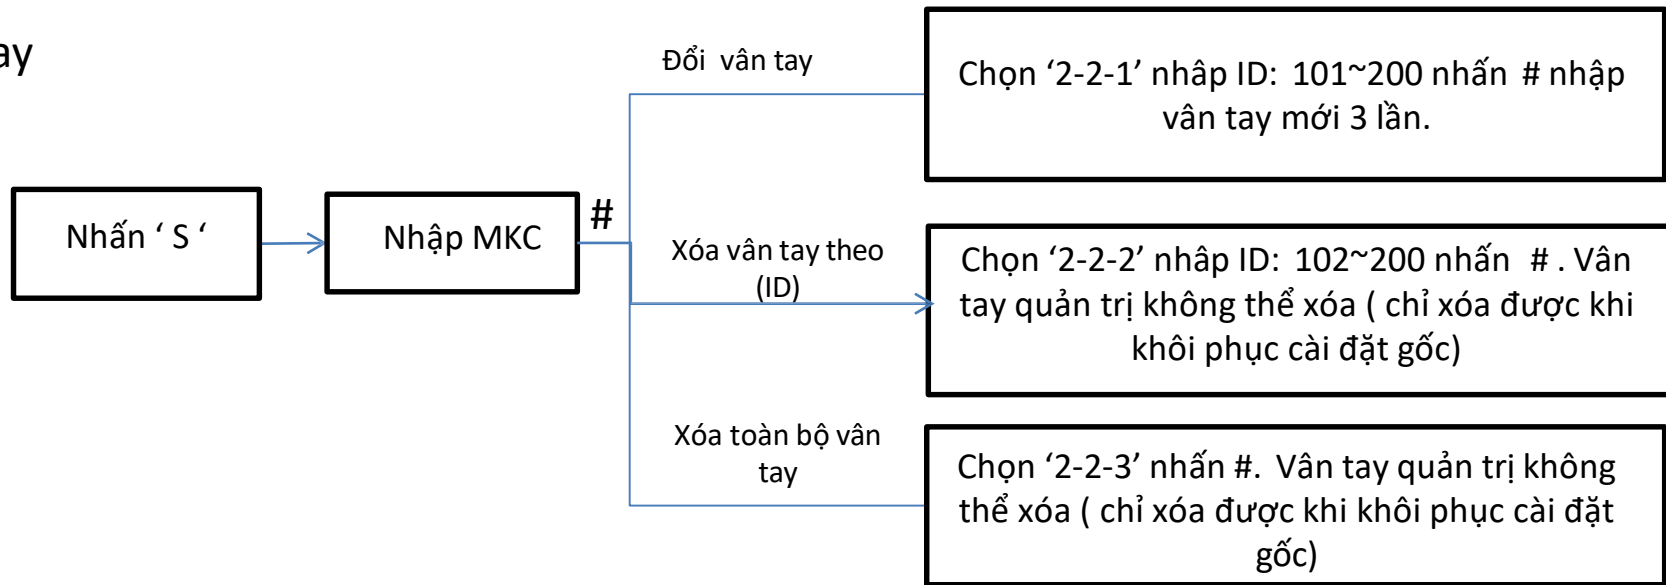 ay
Nhấn ‘ S ‘
Nhập MKC
#
Đổi vân tay
Chọn ‘2-2-1’ nhâp ID: 101~200 nhấn # nhập
vân tay mới 3 lần.
Xóa vân tay theo
(ID)
Chọn ‘2-2-2’ nhâp ID: 102~200 nhấn # . Vân
tay quản trị không thể xóa ( chỉ xóa được khi
khôi phục cài đặt gốc)
Xóa toàn bộ vân
tay
Chọn ‘2-2-3’ nhấn #. Vân tay quản trị không
thể xóa ( chỉ xóa được khi khôi phục cài đặt
gốc)